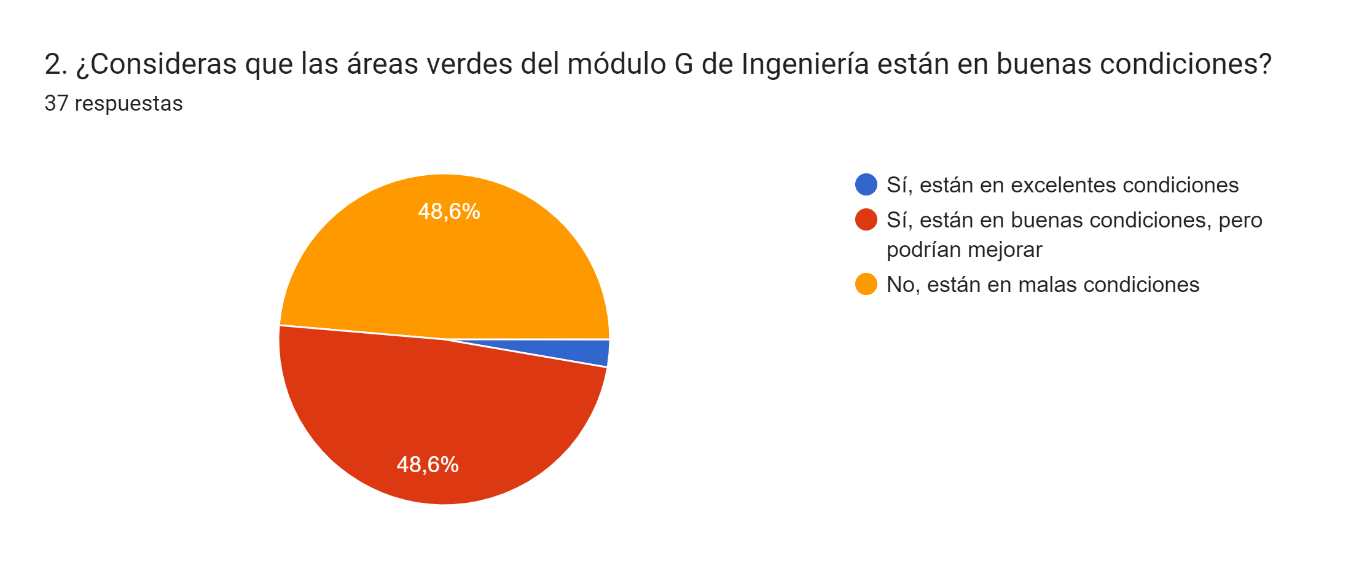 2. ¿Consideras que las áreas verdes del módulo G de Ingeniería están en buenas condiciones?
37 respuestas
48,6%
48,6%
Sí, están en excelentes condiciones
Sí, están en buenas condiciones, pero
podrían mejorar
No, están en malas condiciones